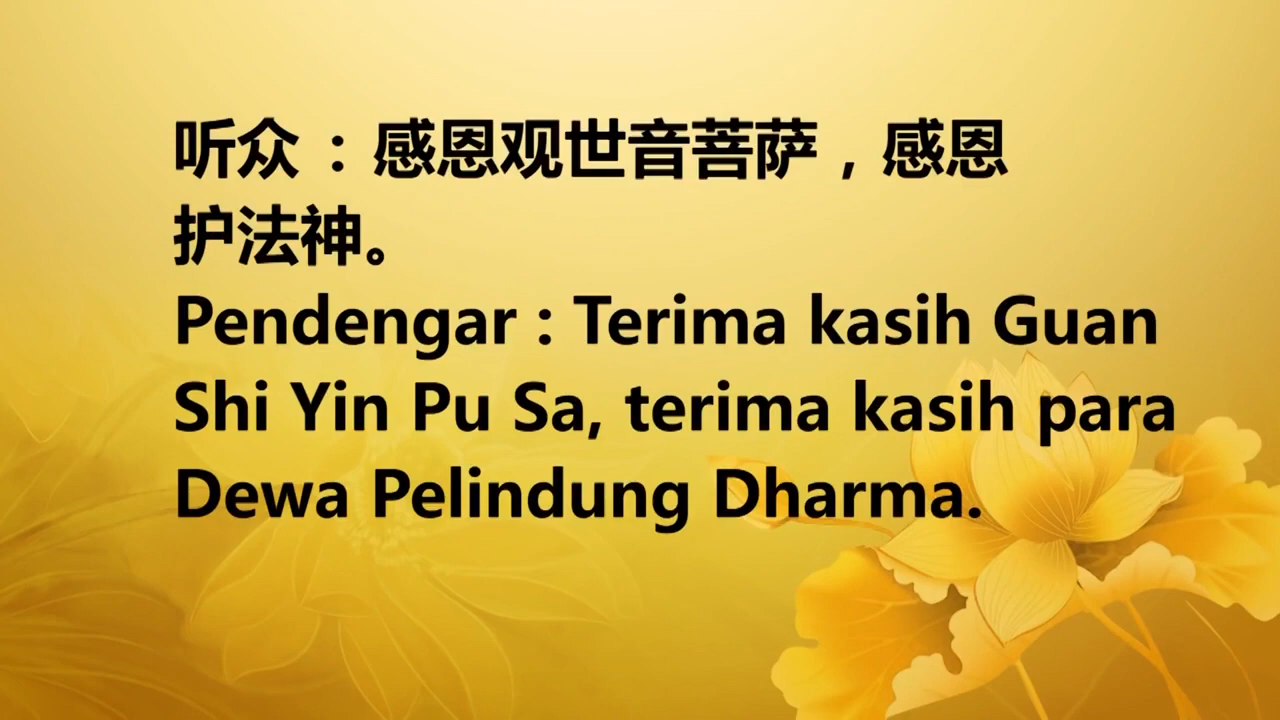 听众：感恩观世音菩萨，感恩
护法神。
Pendengar : Terima kasih Guan
Shi Yin Pu Sa, terima kasih para
Dewa Pelindung Dharma.